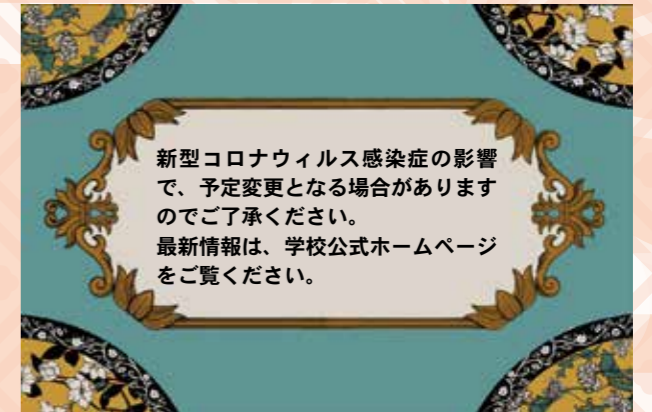 新型コロナウィルス感染症の影響
で、予定変更となる場合があります
のでご了承ください。
最新情報は、学校公式ホームページ
をご覧ください。